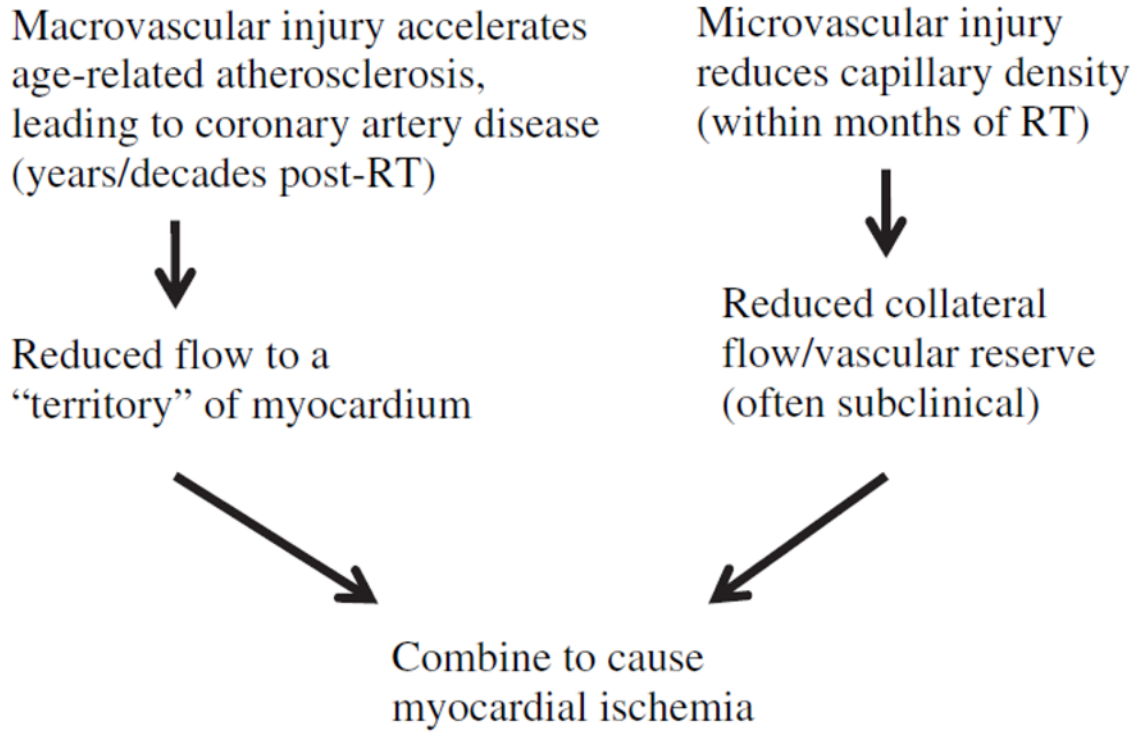 Macrovascular injury accelerates
age-related atherosclerosis,
leading to coronary artery disease
(years/decades post-RT)
Reduced flow to a
“territory” of myocardium
Microvascular injury
reduces capillary density
(within months of RT)
Reduced collateral
flow/vascular reserve
(often subclinical)
Combine to cause
myocardial ischemia